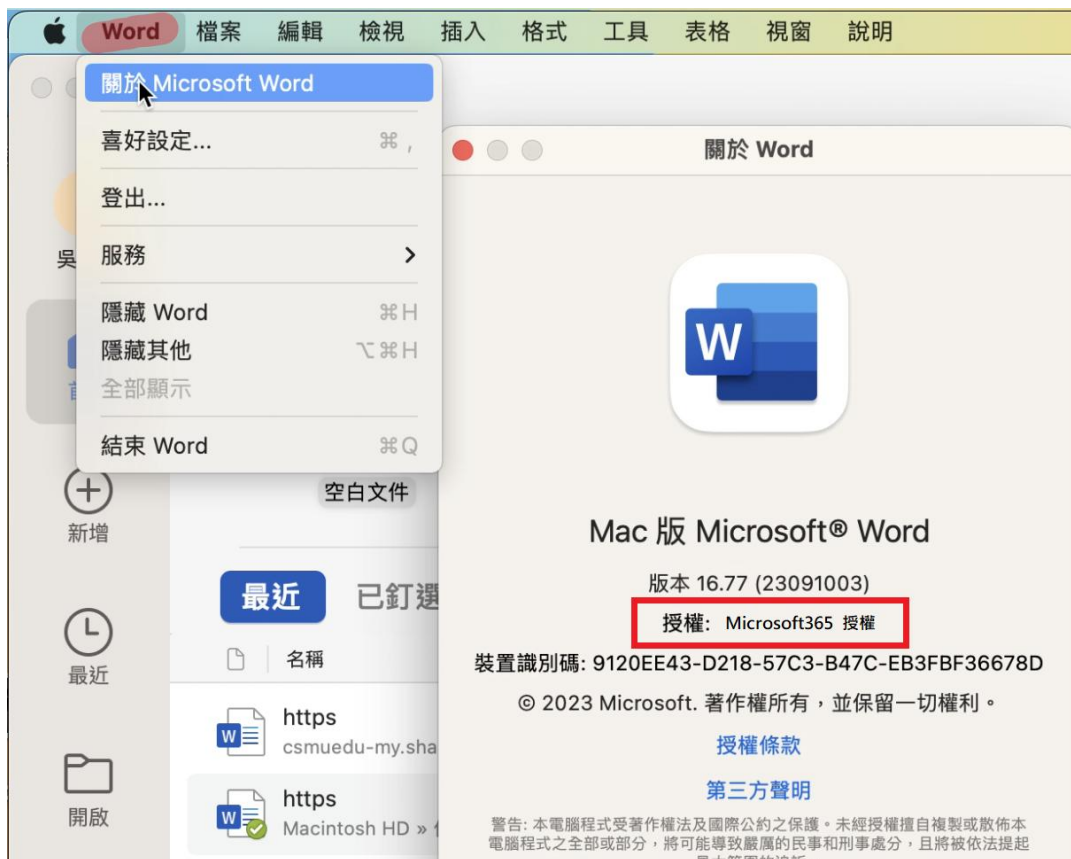 Word 檔案 編輯 檢視 插入 格式 工具 表格 視窗 說明
關於 Microsoft Word
喜好設定... ⌘ ,
登出...
服務
隱藏 Word ⌘H
隱藏其他 ⌥⌘H
全部顯示
結束 Word ⌘Q
吳
新增
最近
開啟
空白文件
最近 已釘選
名稱
https
csmuedu-my.sha
https
Macintosh HD »
關於 Word
W
Mac 版 Microsoft® Word
版本 16.77 (23091003)
授權: Microsoft365 授權
裝置識別碼: 9120EE43-D218-57C3-B47C-EB3FBF36678D
© 2023 Microsoft. 著作權所有，並保留一切權利。
授權條款
第三方聲明
警告: 本電腦程式受著作權法及國際公約之保護。未經授權擅自複製或散佈本
電腦程式之全部或部分，將可能導致嚴厲的民事和刑事處分，且將被依法提起